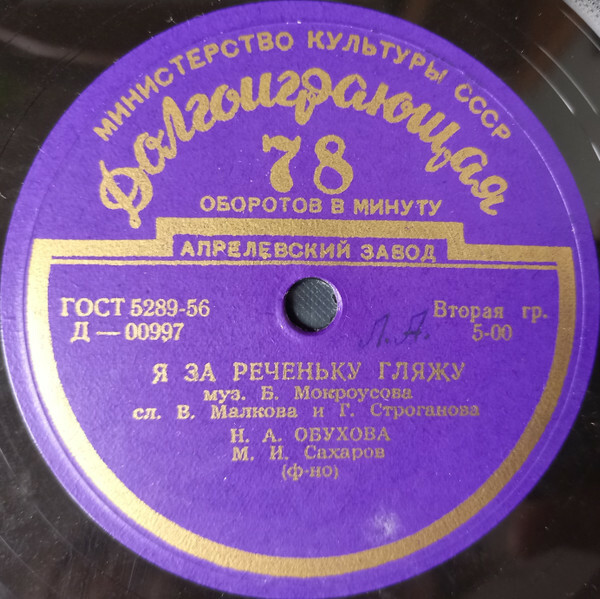 МИНИСТЕРСТВО КУЛЬТУРЫ СССР
Долгоиграющая
78
ОБОРОТОВ В МИНУТУ
АПРЕЛЕВСКИЙ ЗАВОД
ГОСТ 5289-56
Д — 00997
Л. А.
Вторая гр.
5-00
Я ЗА РЕЧЕНЬКУ ГЛЯЖУ
муз. Б. Мокроусова
сл. В. Малкова и Г. Строганова
Н. А. ОБУХОВА
М. И. Сахаров
(ф-но)